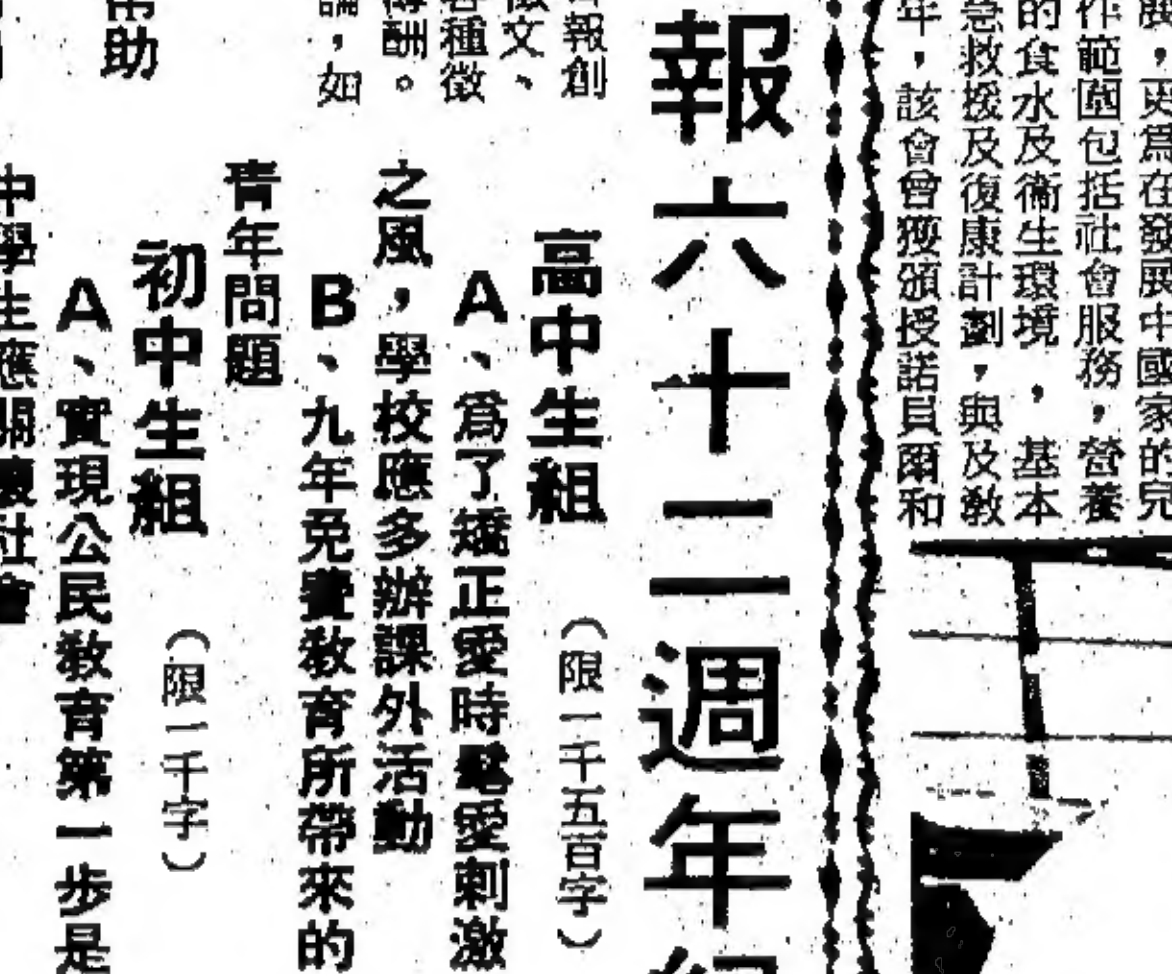 展，更為在發展中國家的兒
作範圍包括社會服務，營養
的食水及衞生環境，基本
急救援及復康計劃，與及教
年，該會曾獲頒授諾貝爾和
報六十二週年紀
報創
徵文、
各種徵
酬。
論，如
助
高中生組
（限一千五百字）
A、為了矯正愛時髦愛刺激
之風，學校應多辦課外活動
B、九年免費教育所帶來的
青年問題
初中生組
（限一千字）
A、實現公民教育第一步是
中學生應關懷社會